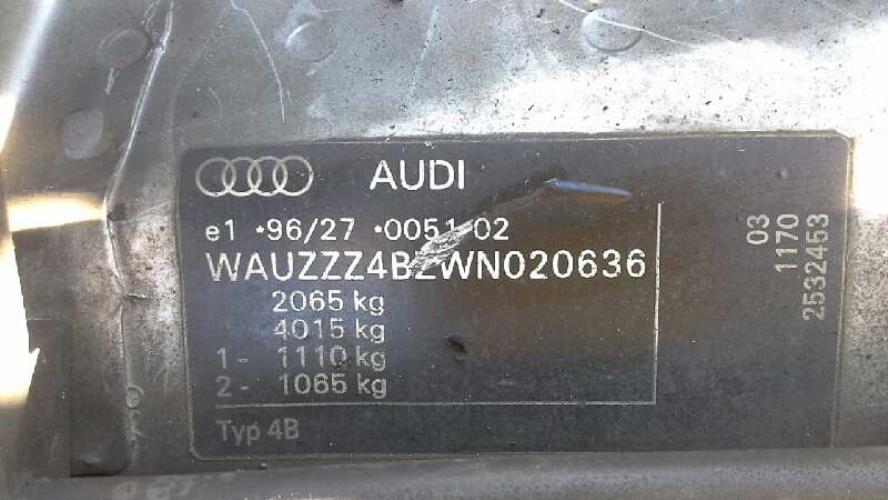 AUDI
e1 *96/27 *0051*02
WAUZZZ4BZWN020636
2065 kg
4015 kg
1 - 1110 kg
2 - 1065 kg
Typ 4B
03
1170
2532453